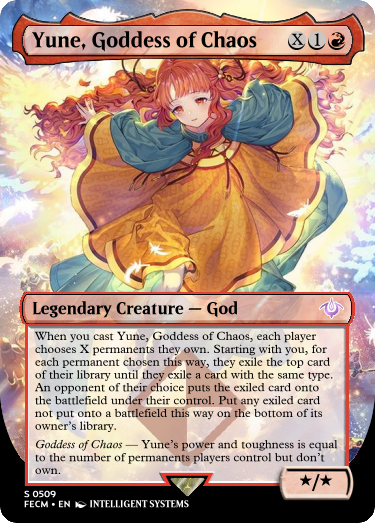 Yune, Goddess of Chaos X 1
Legendary Creature — God
When you cast Yune, Goddess of Chaos, each player
chooses X permanents they own. Starting with you, for
each permanent chosen this way, they exile the top card
of their library until they exile a card with the same type.
An opponent of their choice puts the exiled card onto
the battlefield under their control. Put any exiled card
not put onto a battlefield this way on the bottom of its
owner's library.
Goddess of Chaos — Yune's power and toughness is equal
to the number of permanents players control but don't
own.
★/★
S 0509
FECM • EN INTELLIGENT SYSTEMS